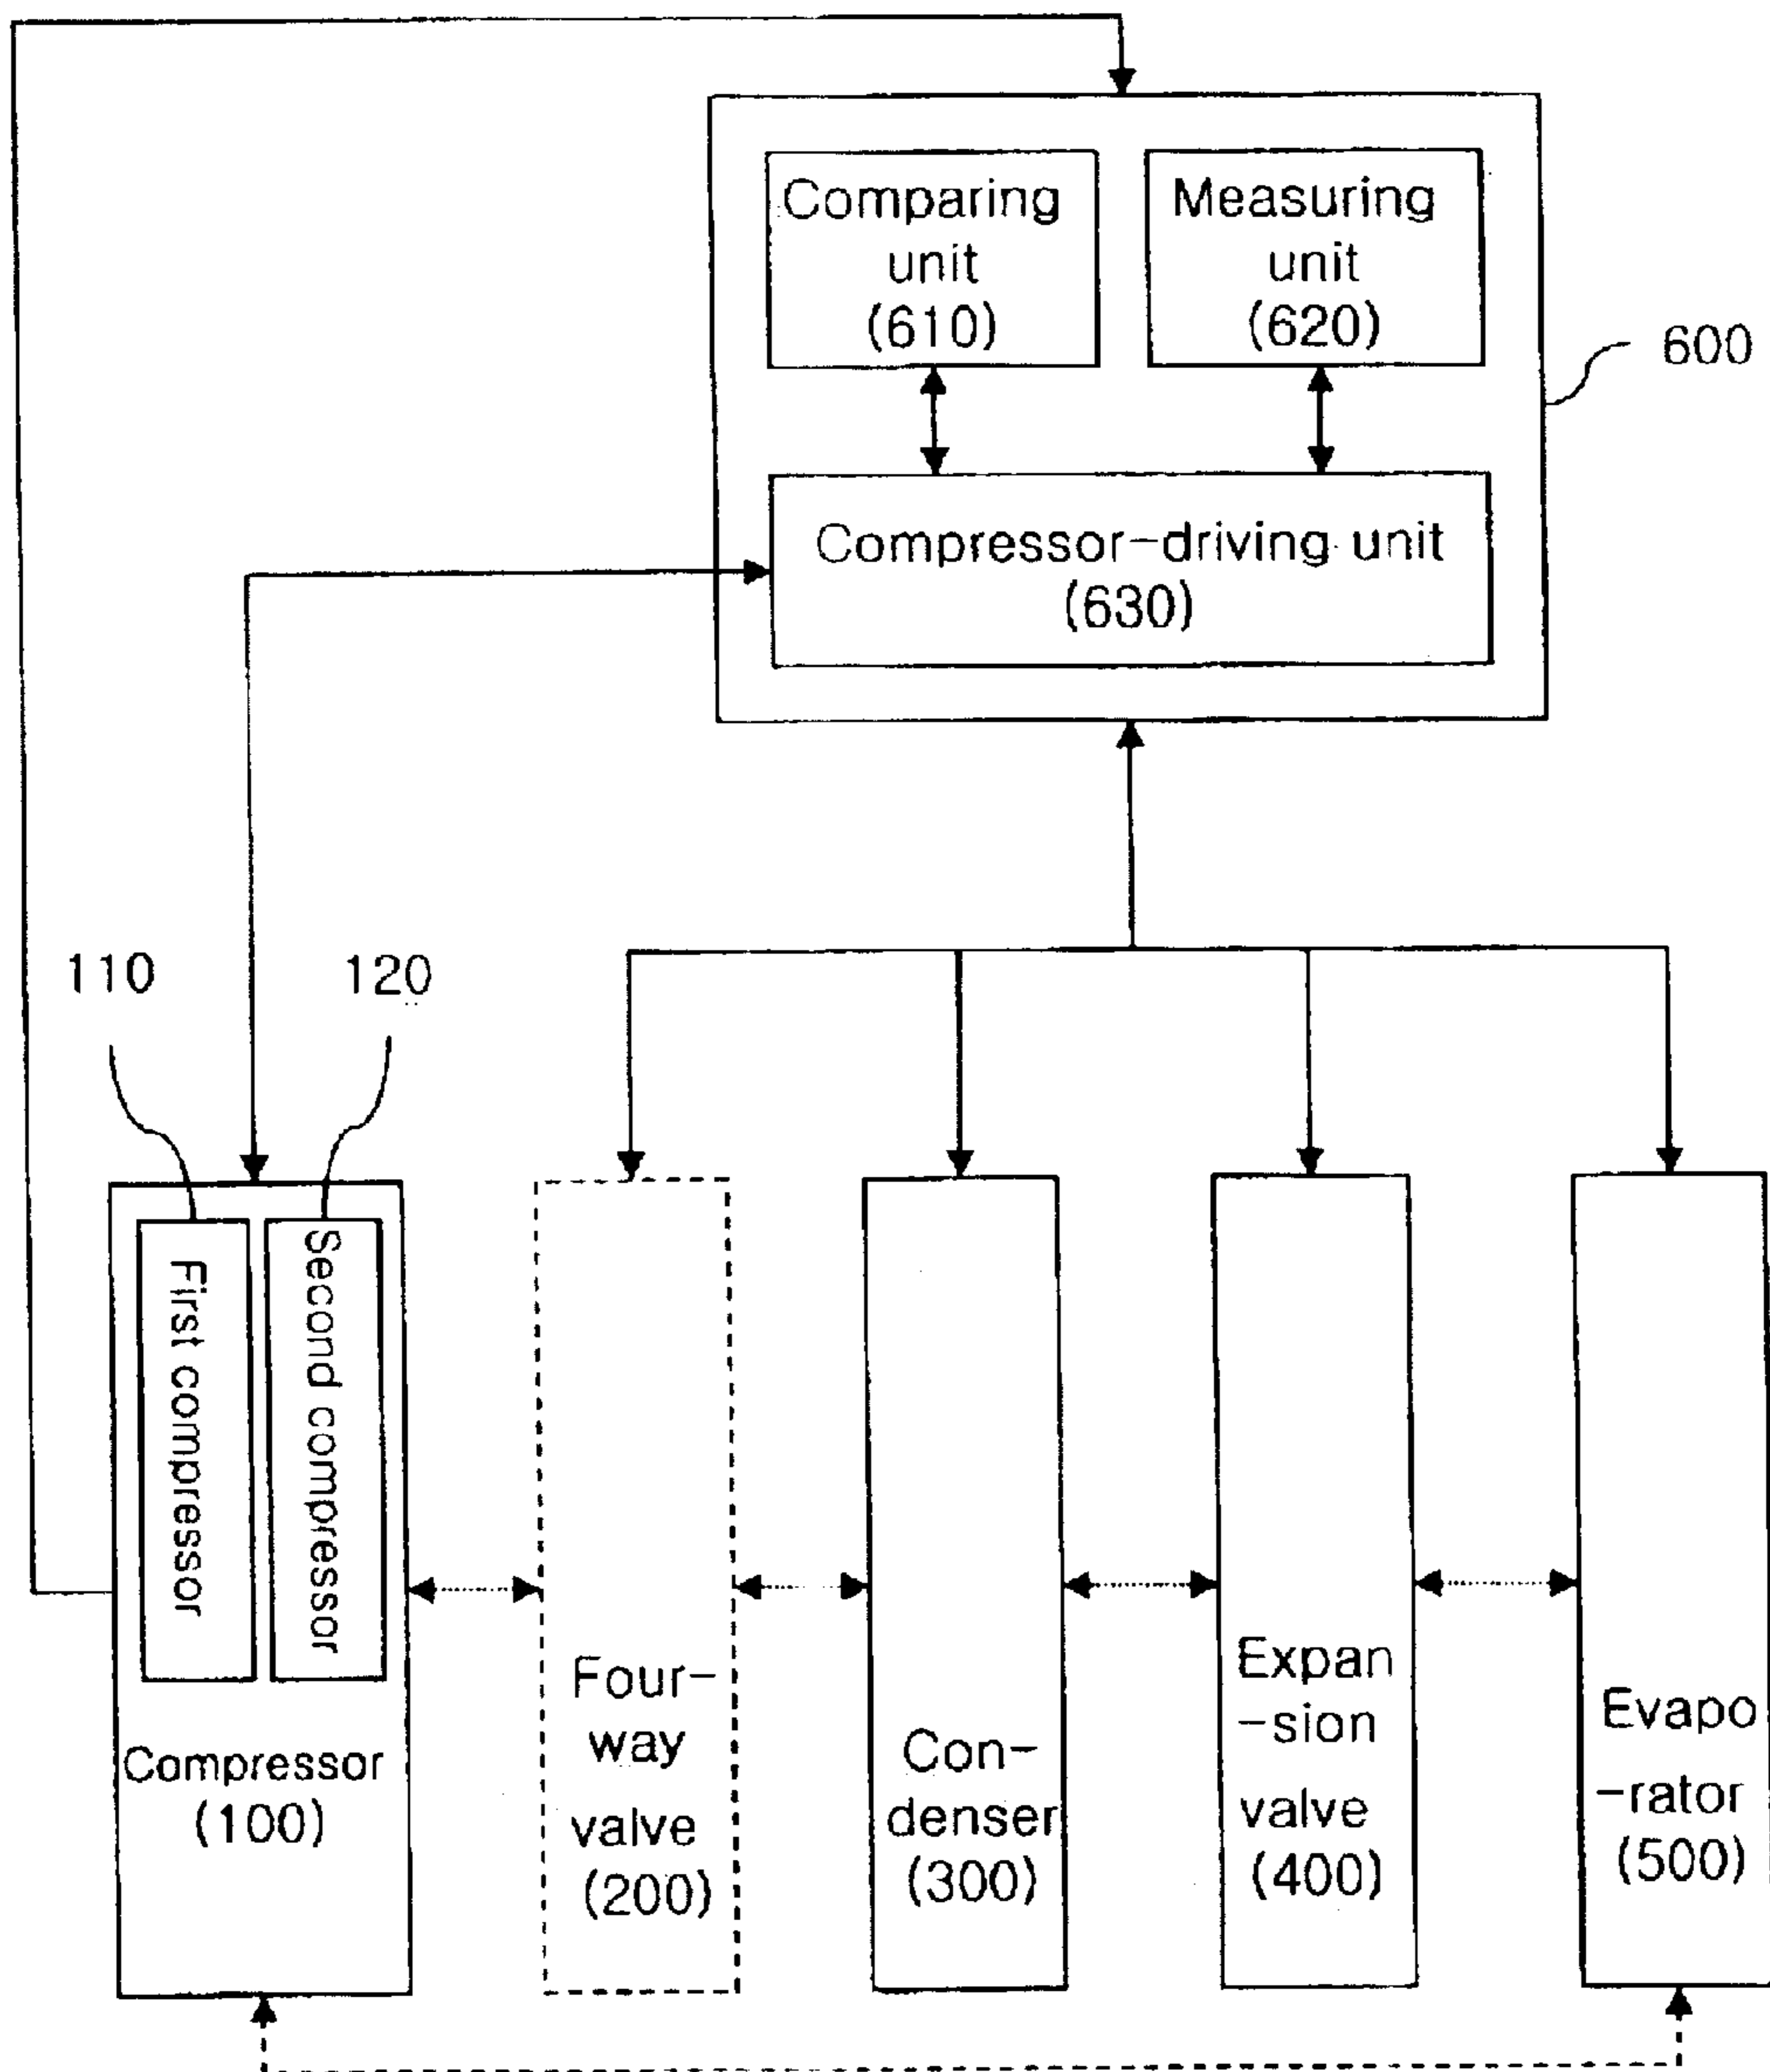 Comparing
unit
(610)
Measuring
unit
(620)
600
Compressor-driving unit
(630)
110
120
First compressor
Second compressor
Compressor
(100)
Four-
way
valve
(200)
Con-
denser
(300)
Expan
-sion
valve
(400)
Evapo
-rator
(500)